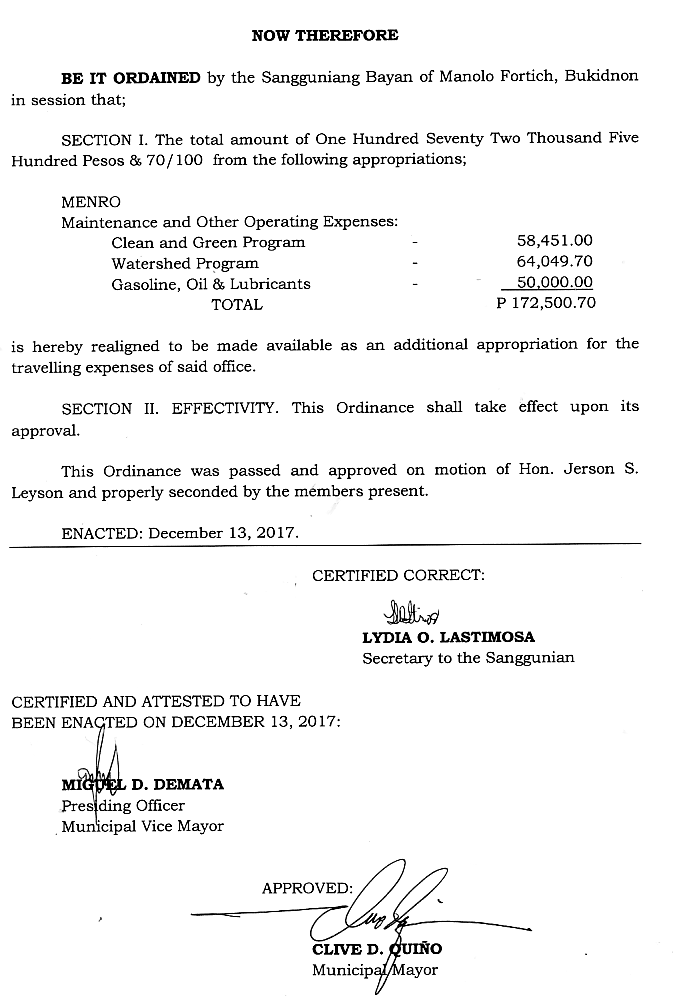 NOW THEREFORE
BE IT ORDAINED by the Sangguniang Bayan of Manolo Fortich, Bukidnon
in session that;
SECTION I. The total amount of One Hundred Seventy Two Thousand Five
Hundred Pesos & 70/100 from the following appropriations;
MENRO
Maintenance and Other Operating Expenses:
Clean and Green Program - 58,451.00
Watershed Program - 64,049.70
Gasoline, Oil & Lubricants - 50,000.00
TOTAL P 172,500.70
is hereby realigned to be made available as an additional appropriation for the
travelling expenses of said office.
SECTION II. EFFECTIVITY. This Ordinance shall take effect upon its
approval.
This Ordinance was passed and approved on motion of Hon. Jerson S.
Leyson and properly seconded by the members present.
ENACTED: December 13, 2017.
CERTIFIED CORRECT:
LYDIA O. LASTIMOSA
Secretary to the Sanggunian
CERTIFIED AND ATTESTED TO HAVE
BEEN ENACTED ON DECEMBER 13, 2017:
MIGUEL D. DEMATA
Presiding Officer
Municipal Vice Mayor
APPROVED:
CLIVE D. QUIÑO
Municipal Mayor